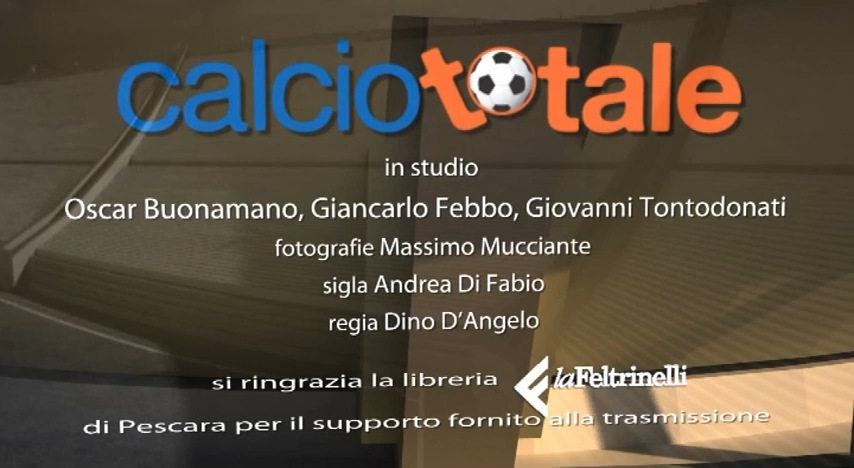 calciototale
in studio
Oscar Buonamano, Giancarlo Febbo, Giovanni Tontodonati
fotografie Massimo Mucciante
sigla Andrea Di Fabio
regia Dino D'Angelo
si ringrazia la libreria laFeltrinelli
di Pescara per il supporto fornito alla trasmissione